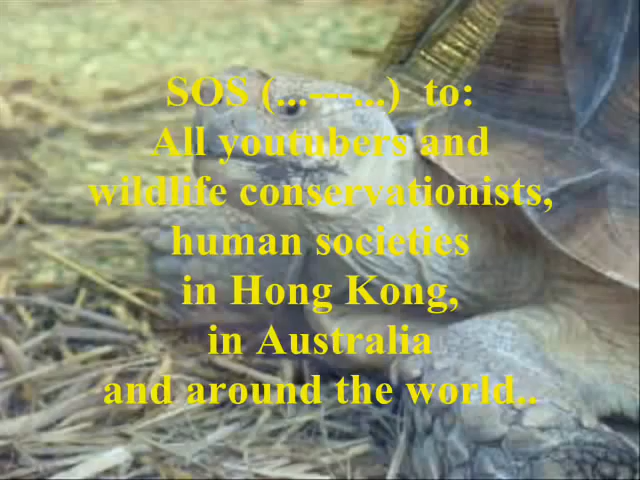 SOS (...---...)  to:
All youtubers and
wildlife conservationists,
human societies
in Hong Kong,
in Australia
and around the world..